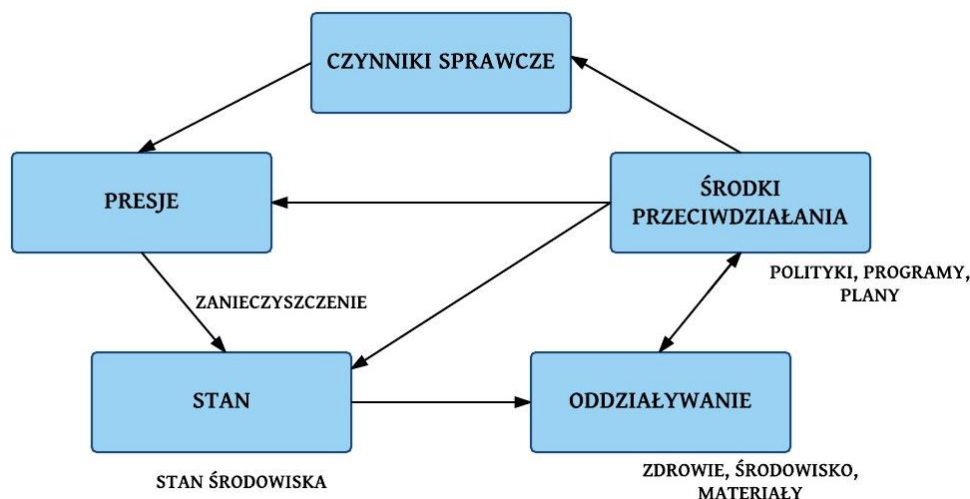 CZYNNIKI SPRAWCZE
PRESJE
ŚRODKI
PRZECIWDZIAŁANIA
POLITYKI, PROGRAMY,
PLANY
ZANIECZYSZCZENIE
STAN
ODDZIAŁYWANIE
STAN ŚRODOWISKA
ZDROWIE, ŚRODOWISKO,
MATERIAŁY